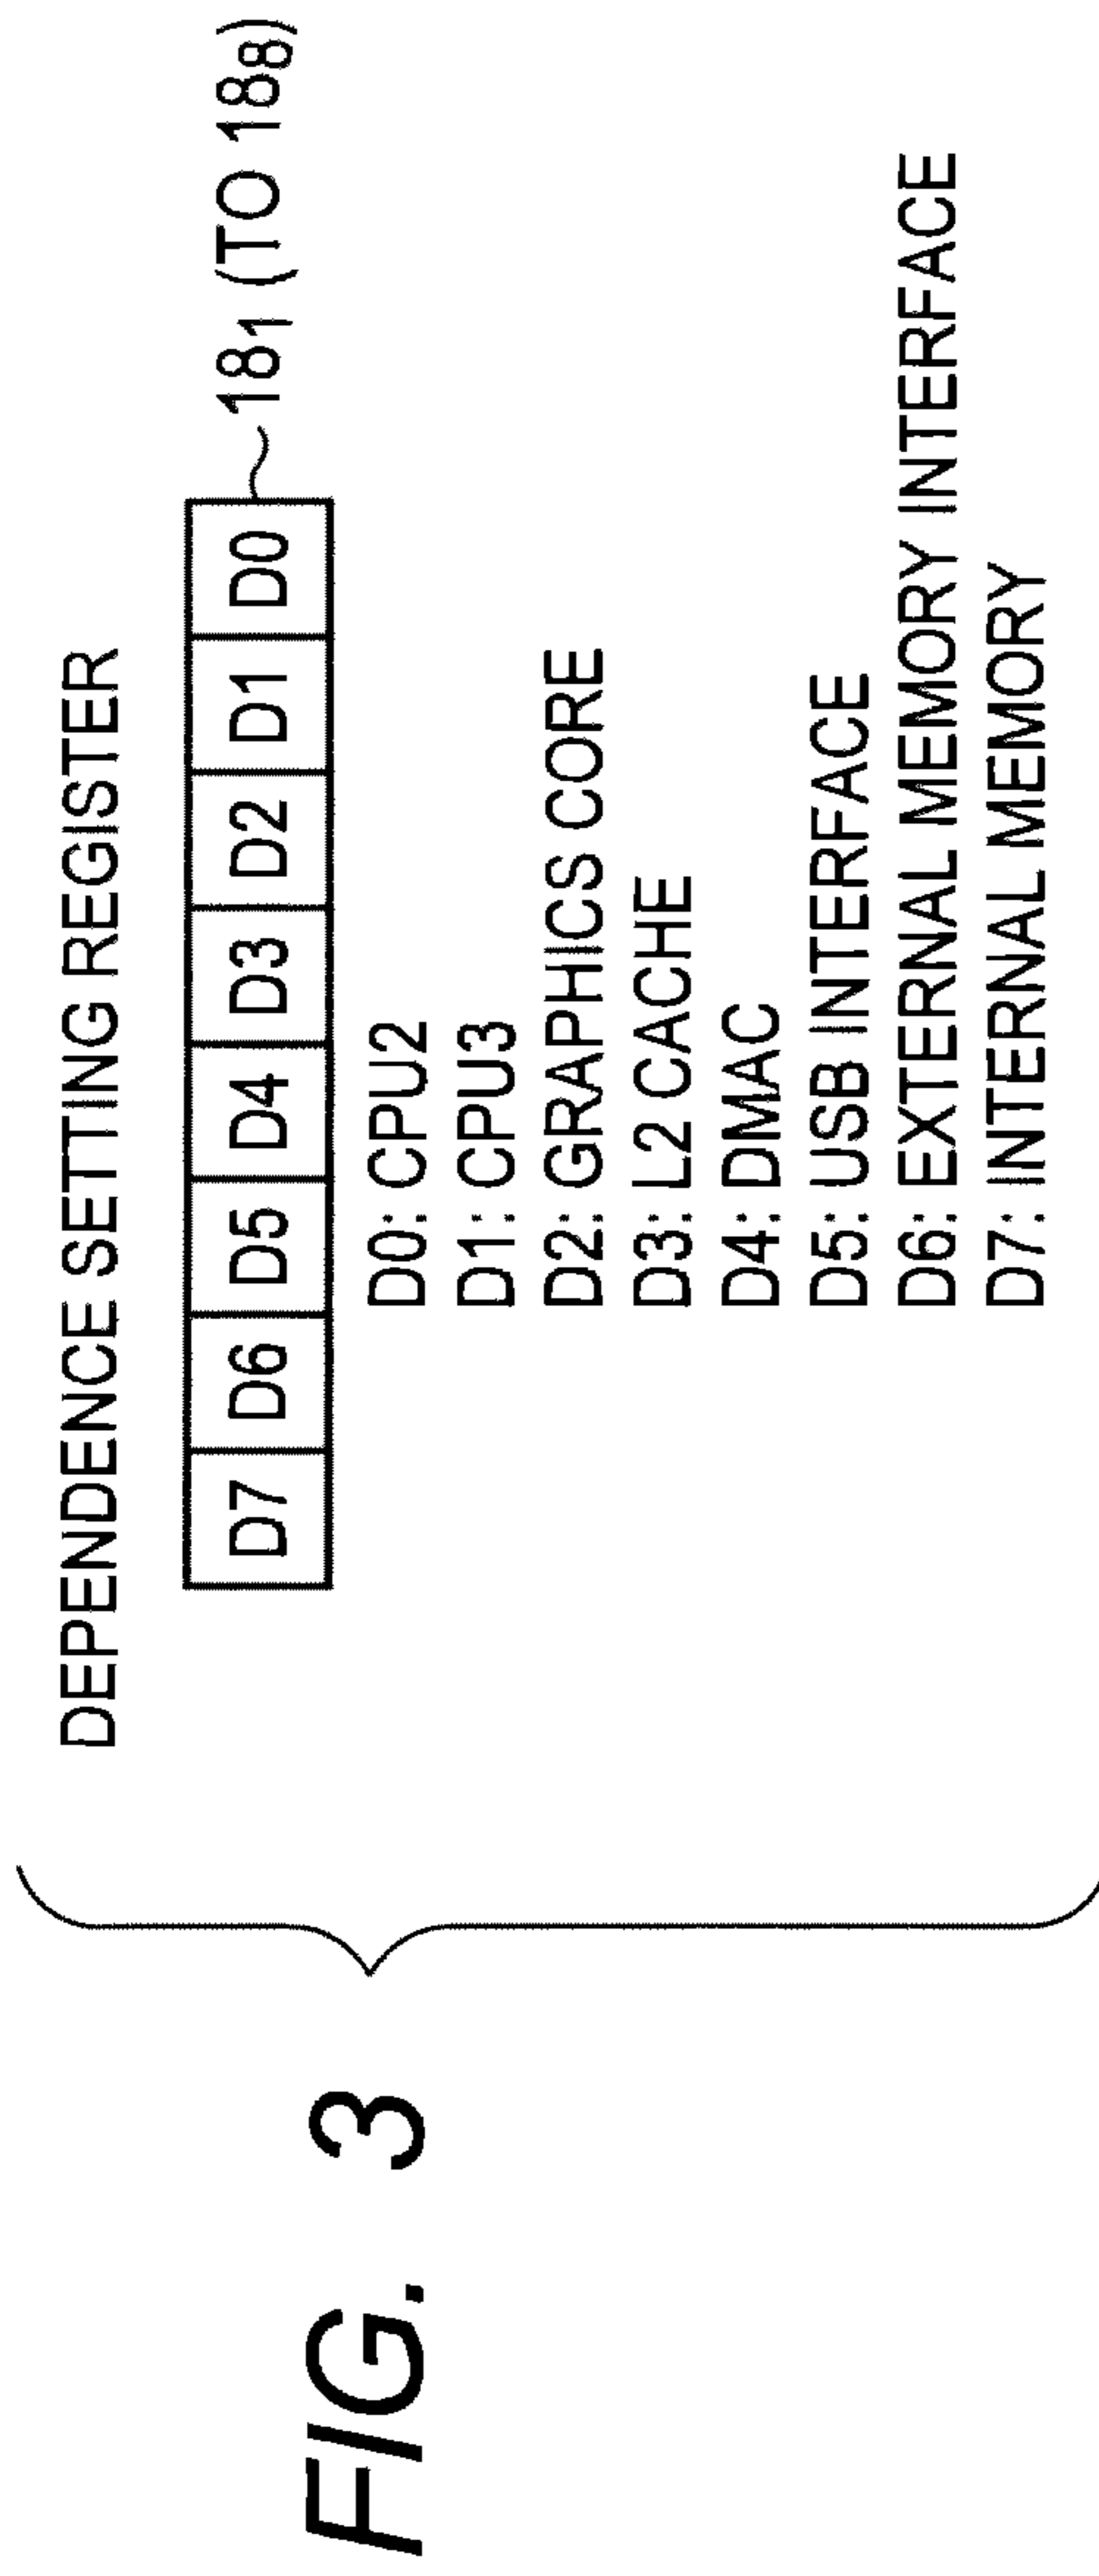 FIG. 3
DEPENDENCE SETTING REGISTER
D7 D6 D5 D4 D3 D2 D1 D0 18₁ (TO 18₈)
D0: CPU2
D1: CPU3
D2: GRAPHICS CORE
D3: L2 CACHE
D4: DMAC
D5: USB INTERFACE
D6: EXTERNAL MEMORY INTERFACE
D7: INTERNAL MEMORY